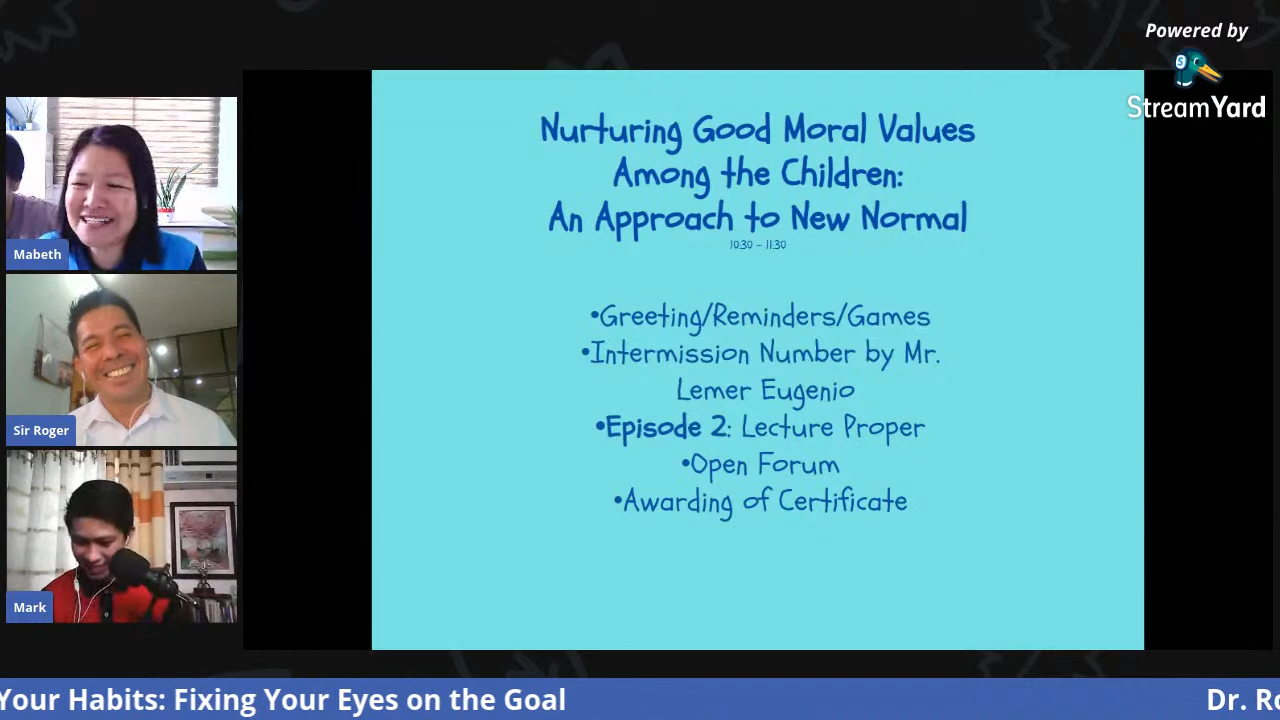 Powered by
StreamYard
Nurturing Good Moral Values
Among the Children:
An Approach to New Normal
10:30 - 11:30
•Greeting/Reminders/Games
•Intermission Number by Mr.
Lemer Eugenio
•Episode 2: Lecture Proper
•Open Forum
•Awarding of Certificate
Mabeth
Sir Roger
Mark
Your Habits: Fixing Your Eyes on the Goal
Dr.